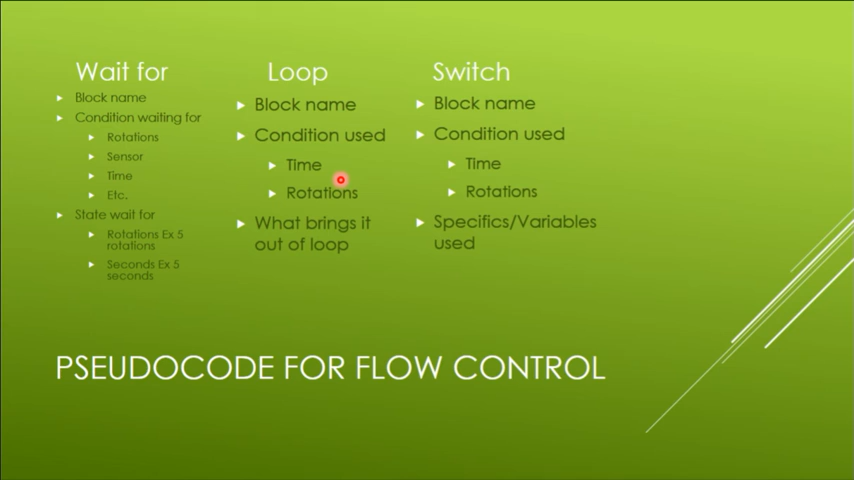 Wait for
Block name
Condition waiting for
Rotations
Sensor
Time
Etc.
State wait for
Rotations Ex 5
rotations
Seconds Ex 5
seconds
Loop
Block name
Condition used
Time
Rotations
What brings it
out of loop
Switch
Block name
Condition used
Time
Rotations
Specifics/Variables
used
PSEUDOCODE FOR FLOW CONTROL